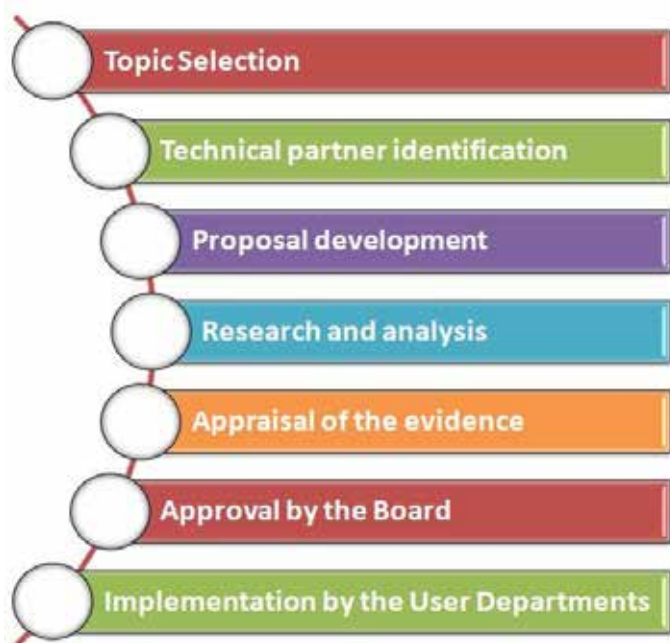 Topic Selection
Technical partner identification
Proposal development
Research and analysis
Appraisal of the evidence
Approval by the Board
Implementation by the User Departments